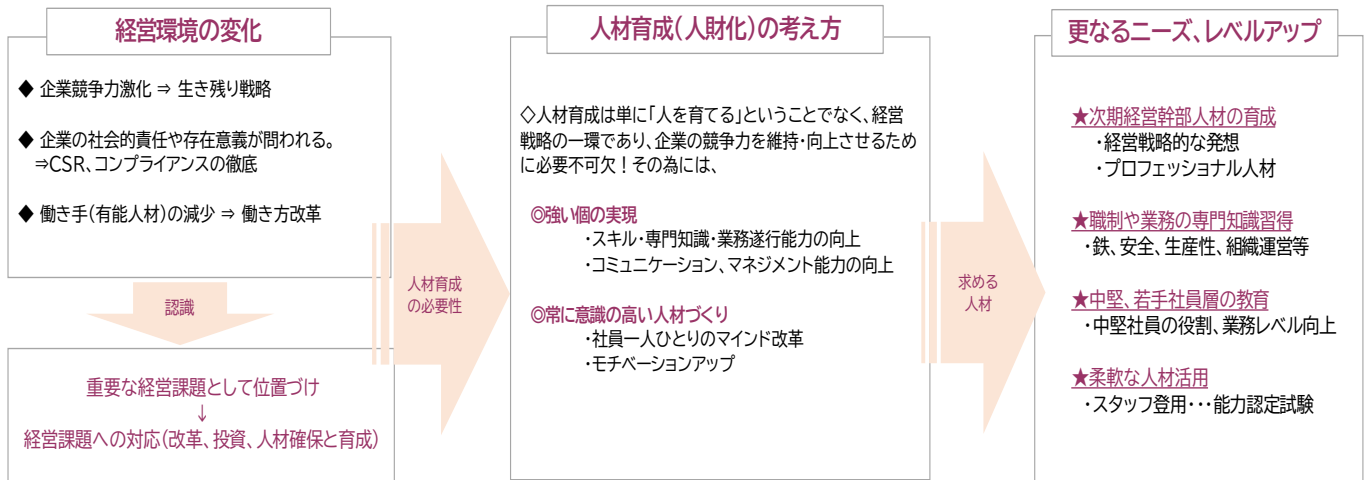 経営環境の変化
◆ 企業競争力激化 ⇒ 生き残り戦略
◆ 企業の社会的責任や存在意義が問われる。
⇒CSR、コンプライアンスの徹底
◆ 働き手(有能人材)の減少 ⇒ 働き方改革
認識
重要な経営課題として位置づけ
↓
経営課題への対応(改革、投資、人材確保と育成)
人材育成
の必要性
人材育成(人財化)の考え方
◇人材育成は単に「人を育てる」ということでなく、経営
戦略の一環であり、企業の競争力を維持・向上させるため
に必要不可欠！その為には、
◎強い個の実現
・スキル・専門知識・業務遂行能力の向上
・コミュニケーション、マネジメント能力の向上
◎常に意識の高い人材づくり
・社員一人ひとりのマインド改革
・モチベーションアップ
求める
人材
更なるニーズ、レベルアップ
★次期経営幹部人材の育成
・経営戦略的な発想
・プロフェッショナル人材
★職制や業務の専門知識習得
・鉄、安全、生産性、組織運営等
★中堅、若手社員層の教育
・中堅社員の役割、業務レベル向上
★柔軟な人材活用
・スタッフ登用・・・能力認定試験